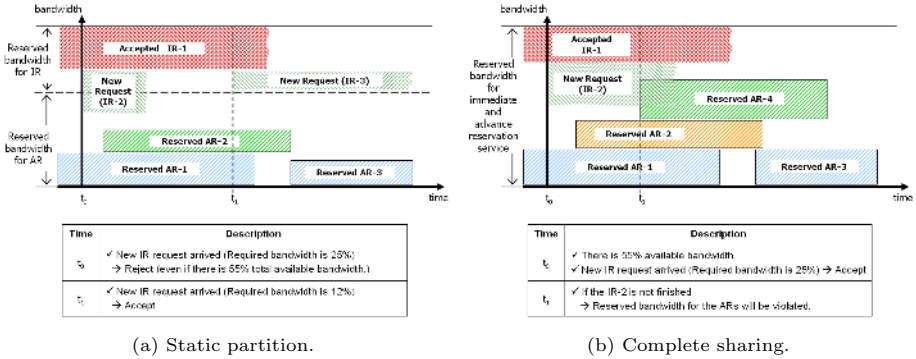 bandwidth
Reserved
bandwidth
for IR
Accepted IR-1
New
Request
(IR-2)
New Request (IR-3)
Reserved
bandwidth
for AR
Reserved AR-2
Reserved AR-1
Reserved AR-3
t0
t1
time
Time Description
t0
✓ New IR request arrived (Required bandwidth is 25%)
→ Reject (even if there is 55% total available bandwidth.)
t1
✓ New IR request arrived (Required bandwidth is 12%)
→ Accept
(a) Static partition.
bandwidth
Reserved
bandwidth
for
immediate
and
advance
reservation
service
Accepted
IR-1
New Request
(IR-2)
Reserved AR-4
Reserved AR-2
Reserved AR-1
Reserved AR-3
t0
t1
time
Time Description
t0
✓ There is 55% available bandwidth.
✓ New IR request arrived (Required bandwidth is 25%) → Accept
t1
✓ If the IR-2 is not finished
→ Reserved bandwidth for the ARs will be violated.
(b) Complete sharing.